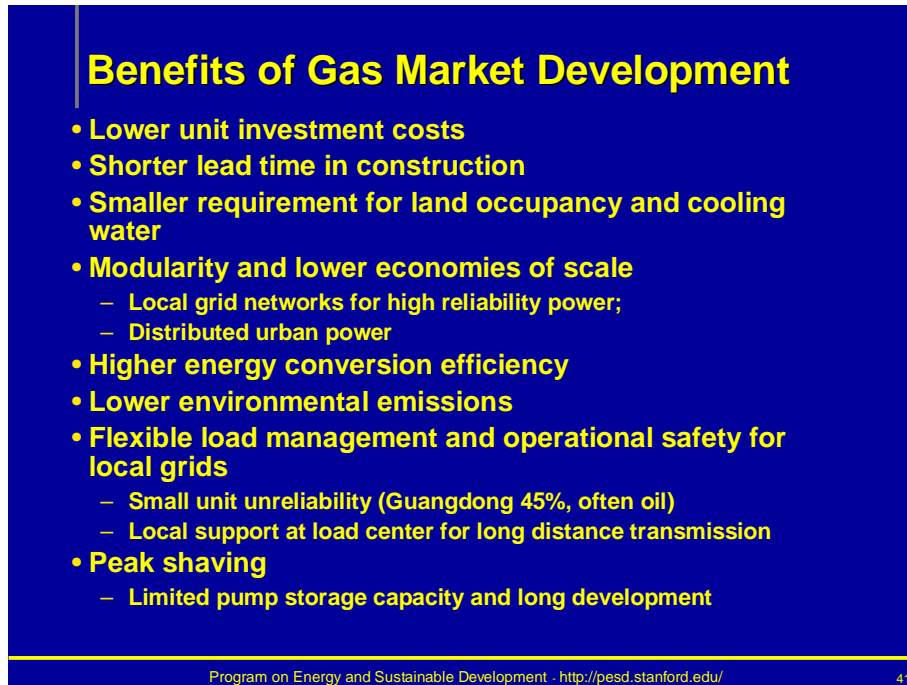 Benefits of Gas Market Development
• Lower unit investment costs
• Shorter lead time in construction
• Smaller requirement for land occupancy and cooling
water
• Modularity and lower economies of scale
– Local grid networks for high reliability power;
– Distributed urban power
• Higher energy conversion efficiency
• Lower environmental emissions
• Flexible load management and operational safety for
local grids
– Small unit unreliability (Guangdong 45%, often oil)
– Local support at load center for long distance transmission
• Peak shaving
– Limited pump storage capacity and long development
Program on Energy and Sustainable Development - http://pesd.stanford.edu/ 41